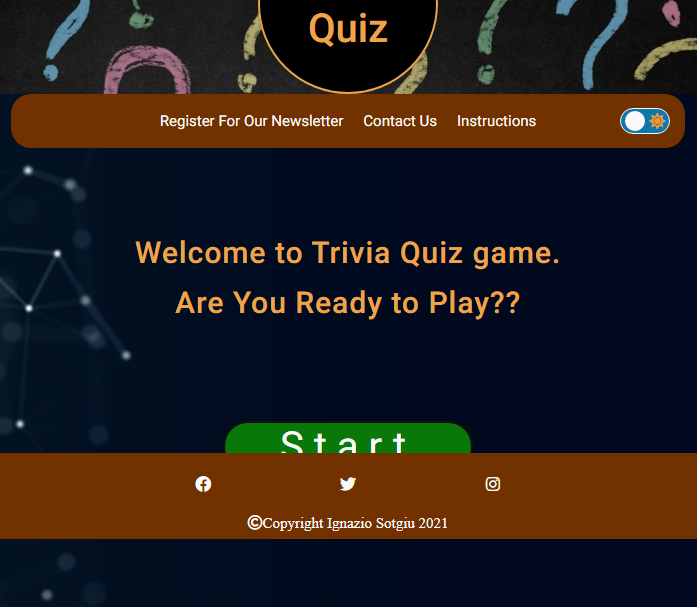 Quiz
Register For Our Newsletter Contact Us Instructions
Welcome to Trivia Quiz game.
Are You Ready to Play??
Start
©Copyright Ignazio Sotgiu 2021